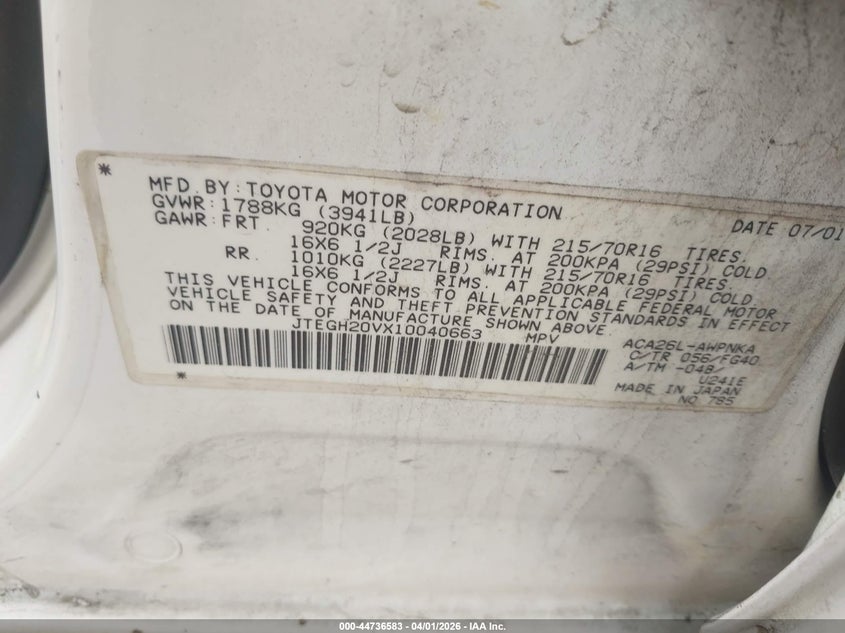 * MFD.BY:TOYOTA MOTOR CORPORATION DATE 07/01
GVWR:1788KG (3941LB)
GAWR:FRT. 920KG (2028LB) WITH 215/70R16 TIRES.
16X6 1/2J RIMS. AT 200KPA (29PSI) COLD.
RR. 1010KG (2227LB) WITH 215/70R16 TIRES.
16X6 1/2J RIMS. AT 200KPA (29PSI) COLD.
THIS VEHICLE CONFORMS TO ALL APPLICABLE FEDERAL MOTOR
VEHICLE SAFETY AND THEFT PREVENTION STANDARDS IN EFFECT
ON THE DATE OF MANUFACTURE SHOWN ABOVE.
JTEGH20VX10040663 MPV
ACA26L-AWPNKA
C/TR 056/FG40
A/TM -04B/
U241E
MADE IN JAPAN
* NO 785
000-44736583 - 04/01/2026 - IAA Inc.